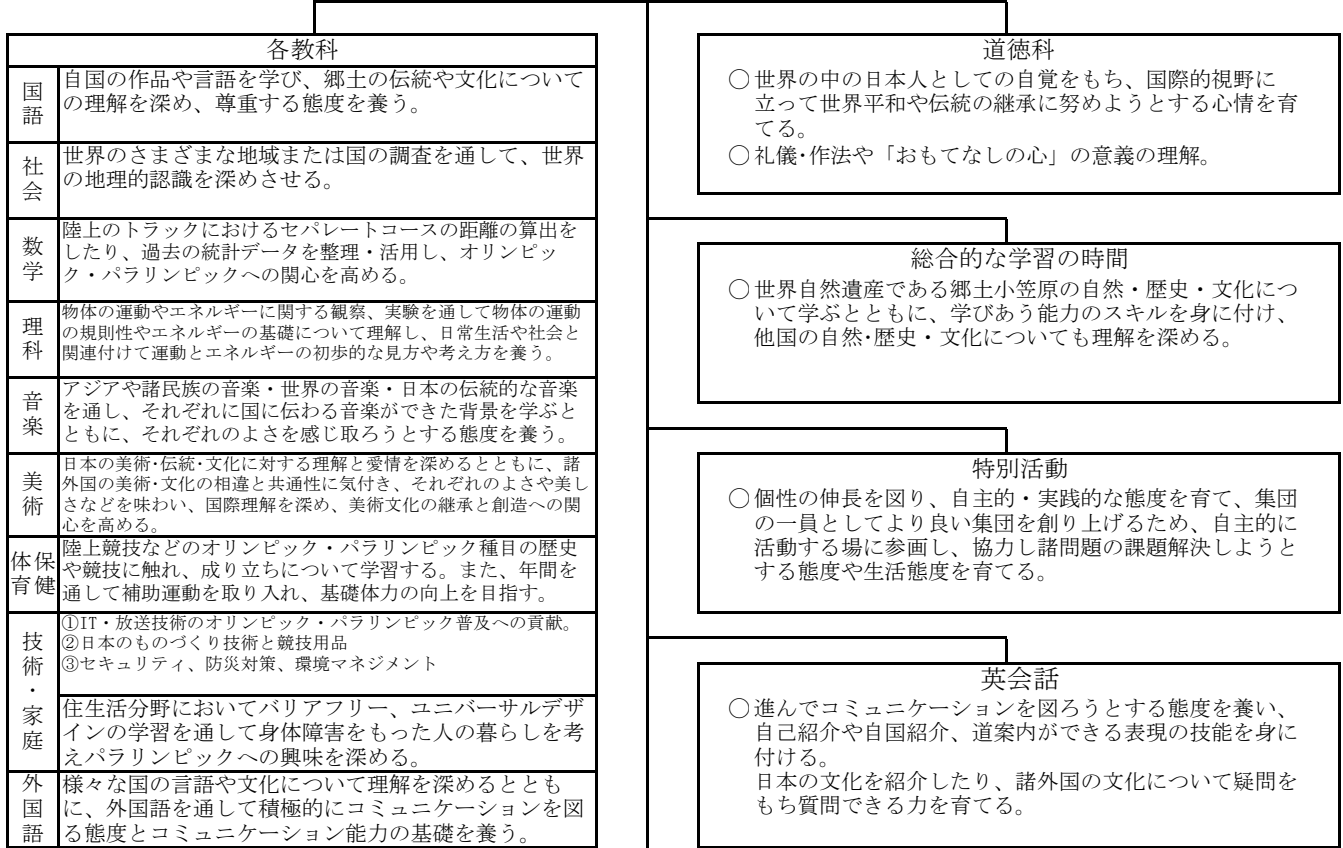 各教科
国語
自国の作品や言語を学び、郷土の伝統や文化について
の理解を深め、尊重する態度を養う。
社会
世界のさまざまな地域または国の調査を通して、世界
の地理的認識を深めさせる。
数学
陸上のトラックにおけるセパレートコースの距離の算出を
したり、過去の統計データを整理・活用し、オリンピッ
ク・パラリンピックへの関心を高める。
理科
物体の運動やエネルギーに関する観察、実験を通して物体の運動
の規則性やエネルギーの基礎について理解し、日常生活や社会と
関連付けて運動とエネルギーの初歩的な見方や考え方を養う。
音楽
アジアや諸民族の音楽・世界の音楽・日本の伝統的な音楽
を通し、それぞれに国に伝わる音楽ができた背景を学ぶと
ともに、それぞれのよさを感じ取ろうとする態度を養う。
美術
日本の美術・伝統・文化に対する理解と愛情を深めるとともに、諸
外国の美術・文化の相違と共通性に気付き、それぞれのよさや美し
さなどを味わい、国際理解を深め、美術文化の継承と創造への関
心を高める。
保健体育
陸上競技などのオリンピック・パラリンピック種目の歴史
や競技に触れ、成り立ちについて学習する。また、年間を
通して補助運動を取り入れ、基礎体力の向上を目指す。
技術・家庭
①IT・放送技術のオリンピック・パラリンピック普及への貢献。
②日本のものづくり技術と競技用品
③セキュリティ、防災対策、環境マネジメント
住生活分野においてバリアフリー、ユニバーサルデザ
インの学習を通して身体障害をもった人の暮らしを考
えパラリンピックへの興味を深める。
外国語
様々な国の言語や文化について理解を深めるととも
に、外国語を通して積極的にコミュニケーションを図
る態度とコミュニケーション能力の基礎を養う。
道徳科
○世界の中の日本人としての自覚をもち、国際的視野に
立って世界平和や伝統の継承に努めようとする心情を育
てる。
○礼儀・作法や「おもてなしの心」の意義の理解。
総合的な学習の時間
○世界自然遺産である郷土小笠原の自然・歴史・文化につ
いて学ぶとともに、学びあう能力のスキルを身に付け、
他国の自然・歴史・文化についても理解を深める。
特別活動
○個性の伸長を図り、自主的・実践的な態度を育て、集団
の一員としてより良い集団を創り上げるため、自主的に
活動する場に参画し、協力し諸問題の課題解決しようと
する態度や生活態度を育てる。
英会話
○進んでコミュニケーションを図ろうとする態度を養い、
自己紹介や自国紹介、道案内ができる表現の技能を身に
付ける。
日本の文化を紹介したり、諸外国の文化について疑問を
もち質問できる力を育てる。